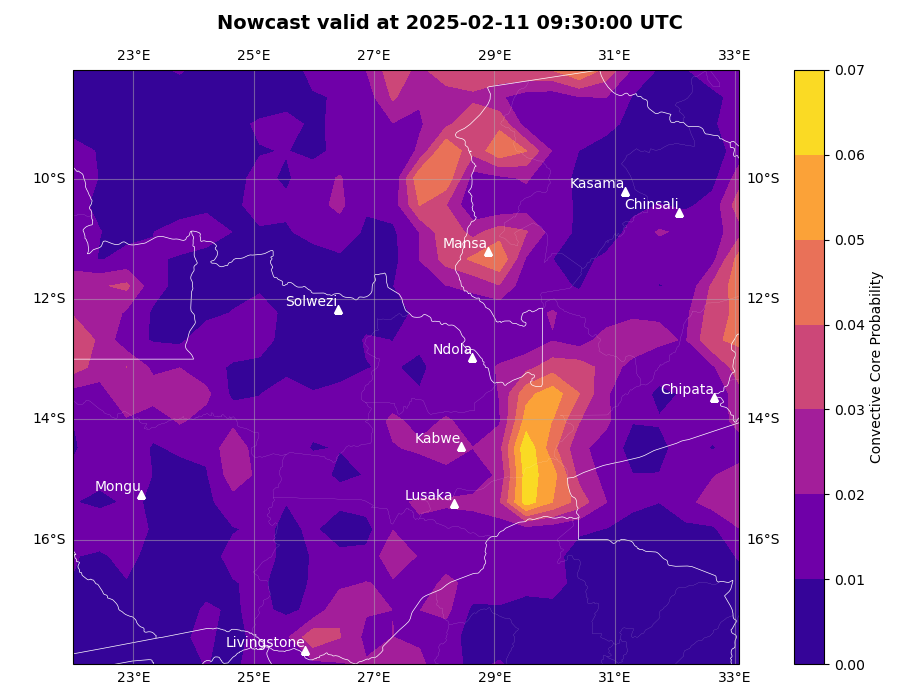 Nowcast valid at 2025-02-11 09:30:00 UTC
23°E 25°E 27°E 29°E 31°E 33°E
0.07
0.06
10°S Kasama 10°S
Chinsali
0.05
Mansa
12°S 12°S
Solwezi
0.04
Ndola
Convective Core Probability
Chipata
0.03
14°S 14°S
Kabwe
Mongu
Lusaka
0.02
16°S 16°S
0.01
Livingstone
0.00
23°E 25°E 27°E 29°E 31°E 33°E